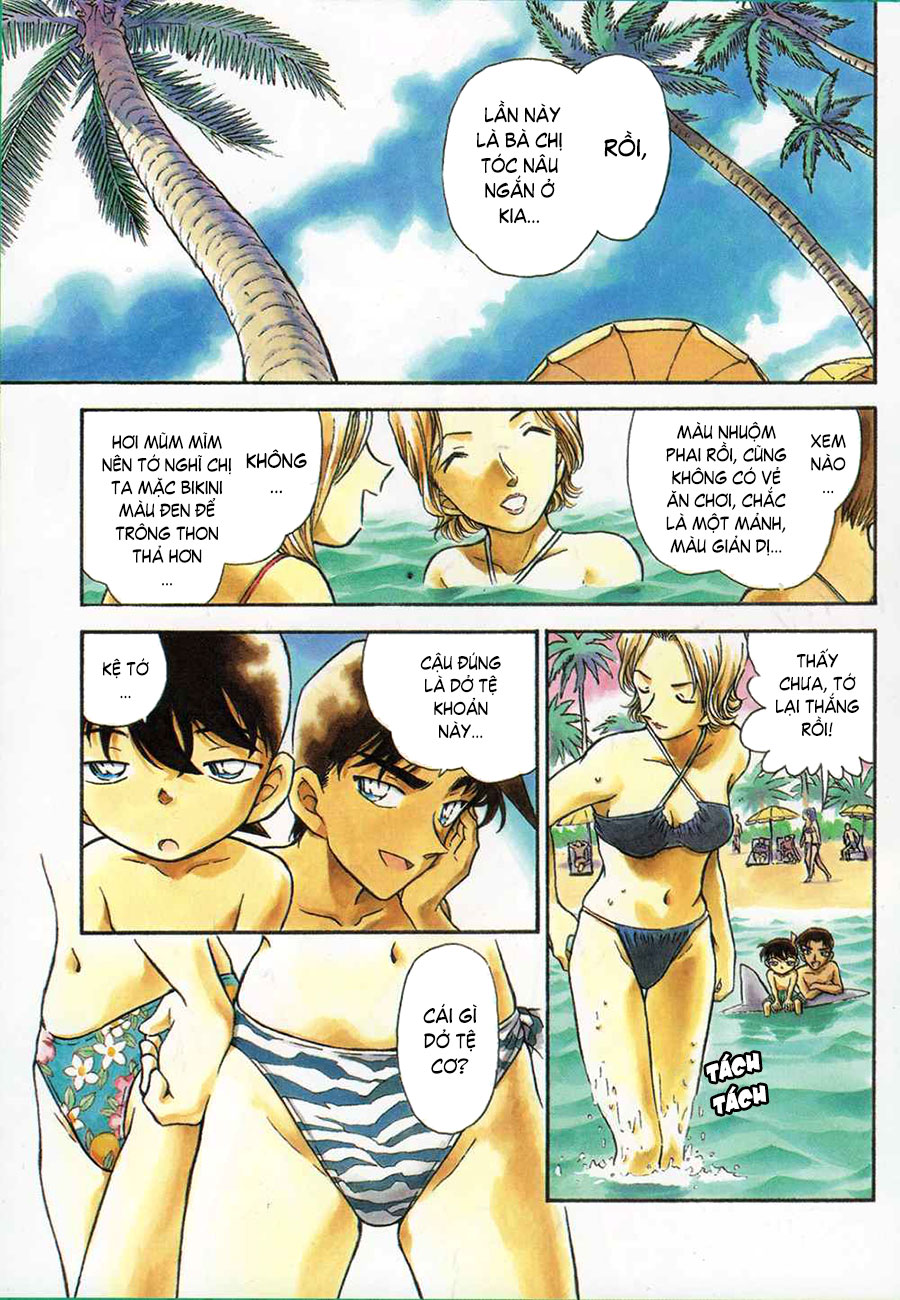 RỒI,
LẦN NÀY
LÀ BÀ CHỊ
TÓC NÂU
NGẮN Ở
KIA...
XEM
NÀO
...
MÀU NHUỘM
PHAI RỒI, CŨNG
KHÔNG CÓ VẺ
ĂN CHƠI, CHẮC
LÀ MỘT MẢNH,
MÀU GIẢN DỊ...
KHÔNG
...
HƠI MŨM MĨM
NÊN TỚ NGHĨ CHỊ
TA MẶC BIKINI
MÀU ĐEN ĐỂ
TRÔNG THON
THẢ HƠN
...
THẤY
CHƯA, TỚ
LẠI THẮNG
RỒI!
TÁCH
TÁCH
CẬU ĐÚNG
LÀ DỞ TỆ
KHOẢN
NÀY...
KỆ TỚ
...
CÁI GÌ
DỞ TỆ
CƠ?